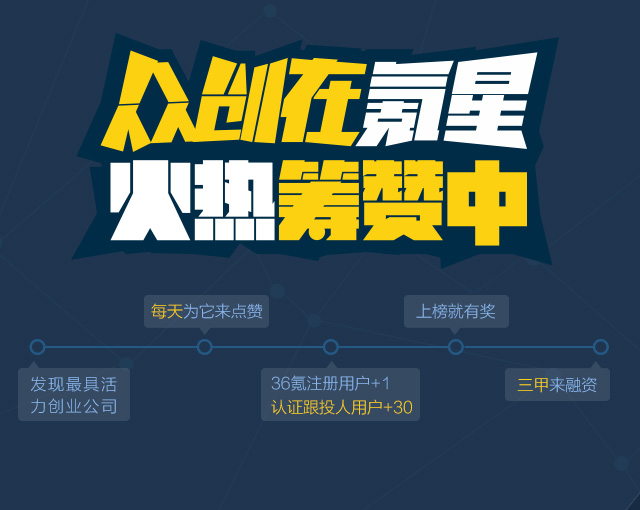 众创在氪星
火热筹赞中
每天为它来点赞
上榜就有奖
发现最具活
力创业公司
36氪注册用户+1
认证跟投人用户+30
三甲来融资